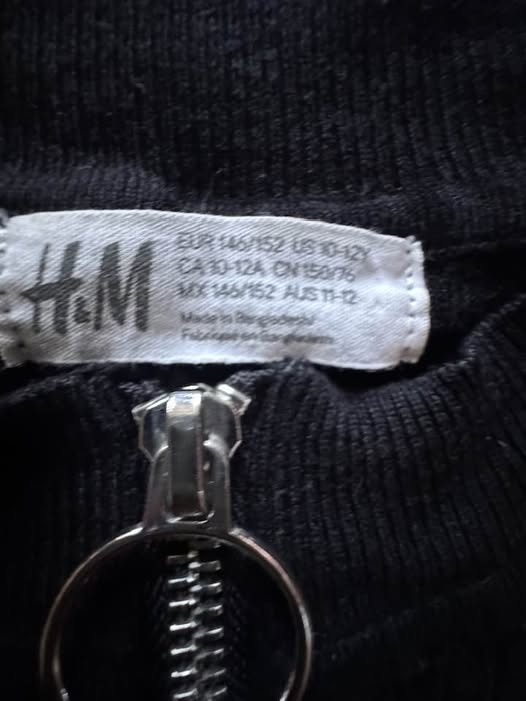 H&M
EUR 146/152 US 10-12Y
CA 10-12A CN 150/76
MX 146/152 AUS 11-12
Made in Bangladesh
Fabriqué en Bangladesh